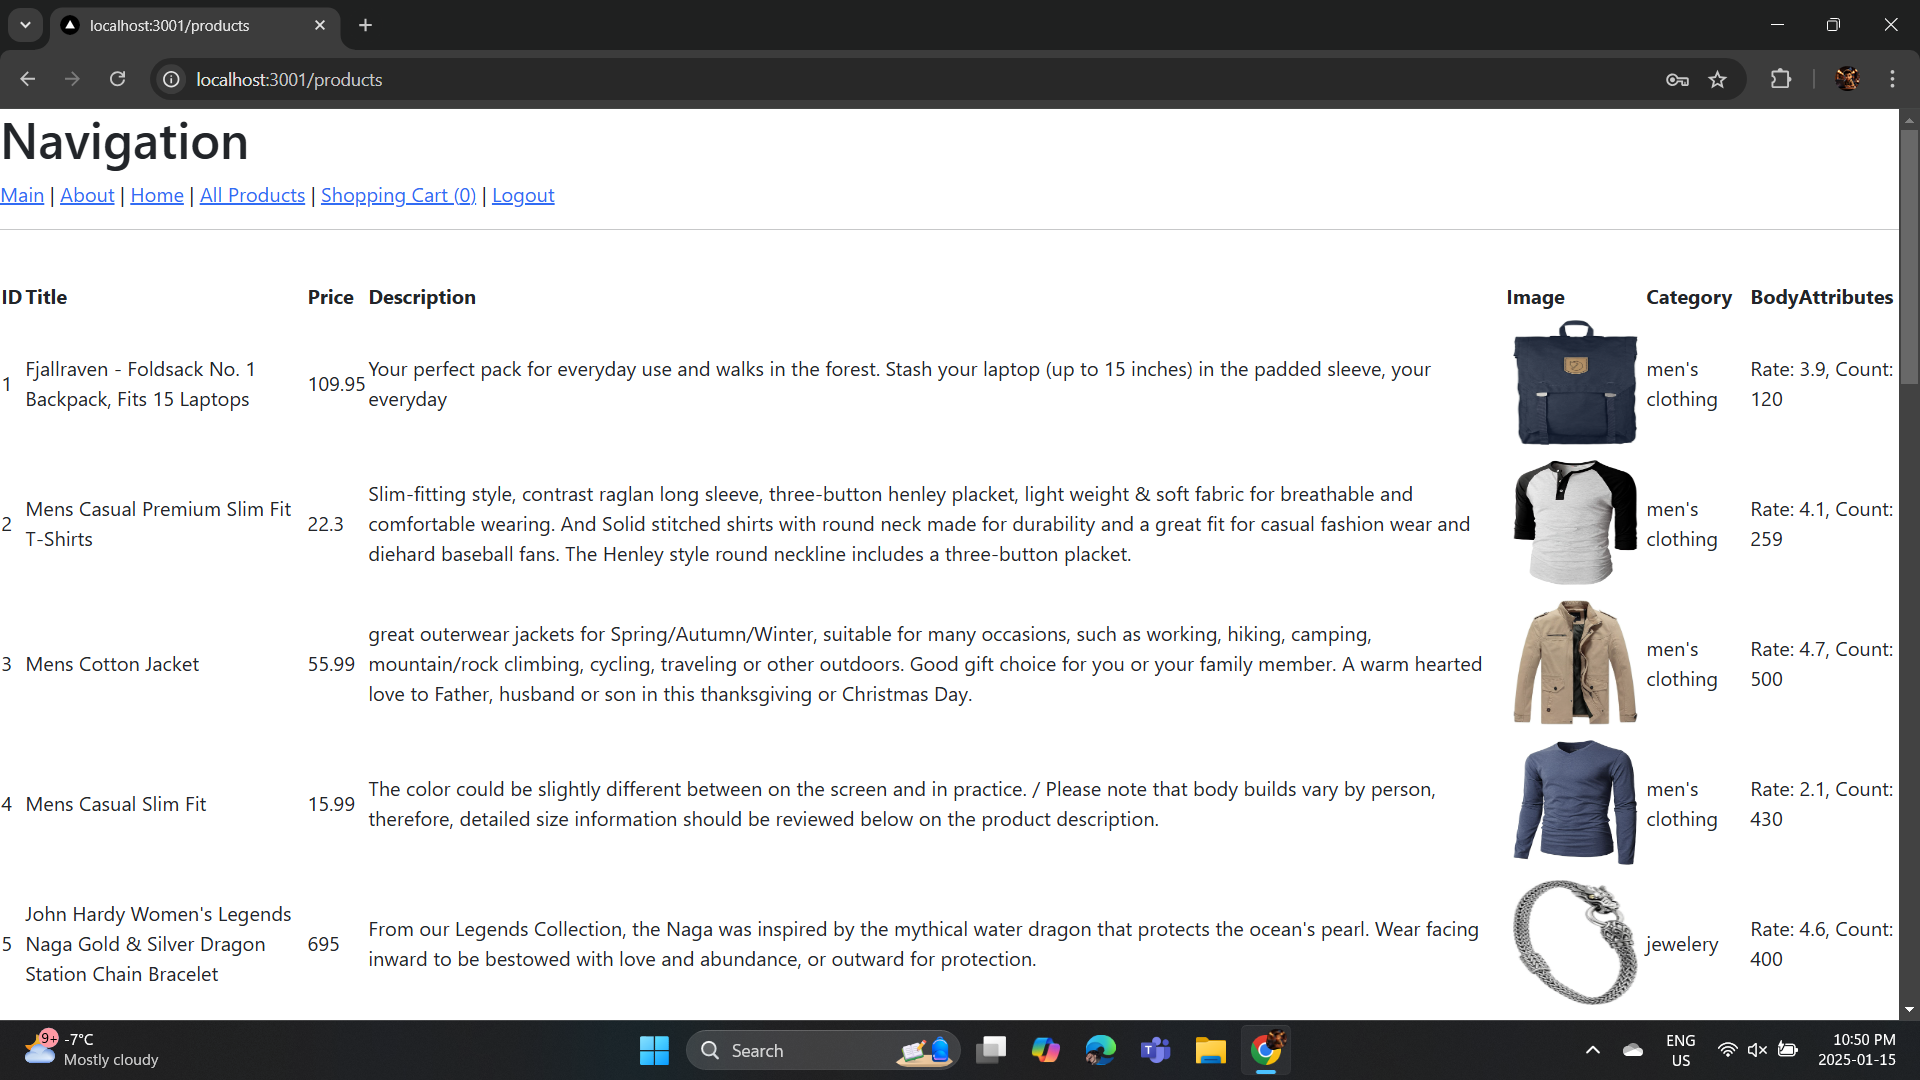 localhost:3001/products
localhost:3001/products
Navigation
Main | About | Home | All Products | Shopping Cart (0) | Logout
ID Title Price Description Image Category BodyAttributes
1 Fjallraven - Foldsack No. 1 Backpack, Fits 15 Laptops 109.95 Your perfect pack for everyday use and walks in the forest. Stash your laptop (up to 15 inches) in the padded sleeve, your everyday men's clothing Rate: 3.9, Count: 120
2 Mens Casual Premium Slim Fit T-Shirts 22.3 Slim-fitting style, contrast raglan long sleeve, three-button henley placket, light weight & soft fabric for breathable and comfortable wearing. And Solid stitched shirts with round neck made for durability and a great fit for casual fashion wear and diehard baseball fans. The Henley style round neckline includes a three-button placket. men's clothing Rate: 4.1, Count: 259
3 Mens Cotton Jacket 55.99 great outerwear jackets for Spring/Autumn/Winter, suitable for many occasions, such as working, hiking, camping, mountain/rock climbing, cycling, traveling or other outdoors. Good gift choice for you or your family member. A warm hearted love to Father, husband or son in this thanksgiving or Christmas Day. men's clothing Rate: 4.7, Count: 500
4 Mens Casual Slim Fit 15.99 The color could be slightly different between on the screen and in practice. / Please note that body builds vary by person, therefore, detailed size information should be reviewed below on the product description. men's clothing Rate: 2.1, Count: 430
5 John Hardy Women's Legends Naga Gold & Silver Dragon Station Chain Bracelet 695 From our Legends Collection, the Naga was inspired by the mythical water dragon that protects the ocean's pearl. Wear facing inward to be bestowed with love and abundance, or outward for protection. jewelery Rate: 4.6, Count: 400
9+
-7°C
Mostly cloudy
Search
ENG
US
10:50 PM
2025-01-15